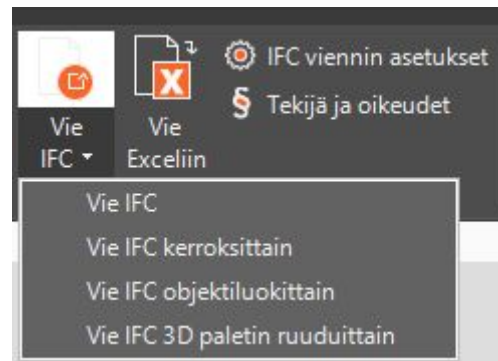 Vie
IFC
Vie
Exceliin
IFC viennin asetukset
§ Tekijä ja oikeudet
Vie IFC
Vie IFC kerroksittain
Vie IFC objektiluokittain
Vie IFC 3D paletin ruuduittain